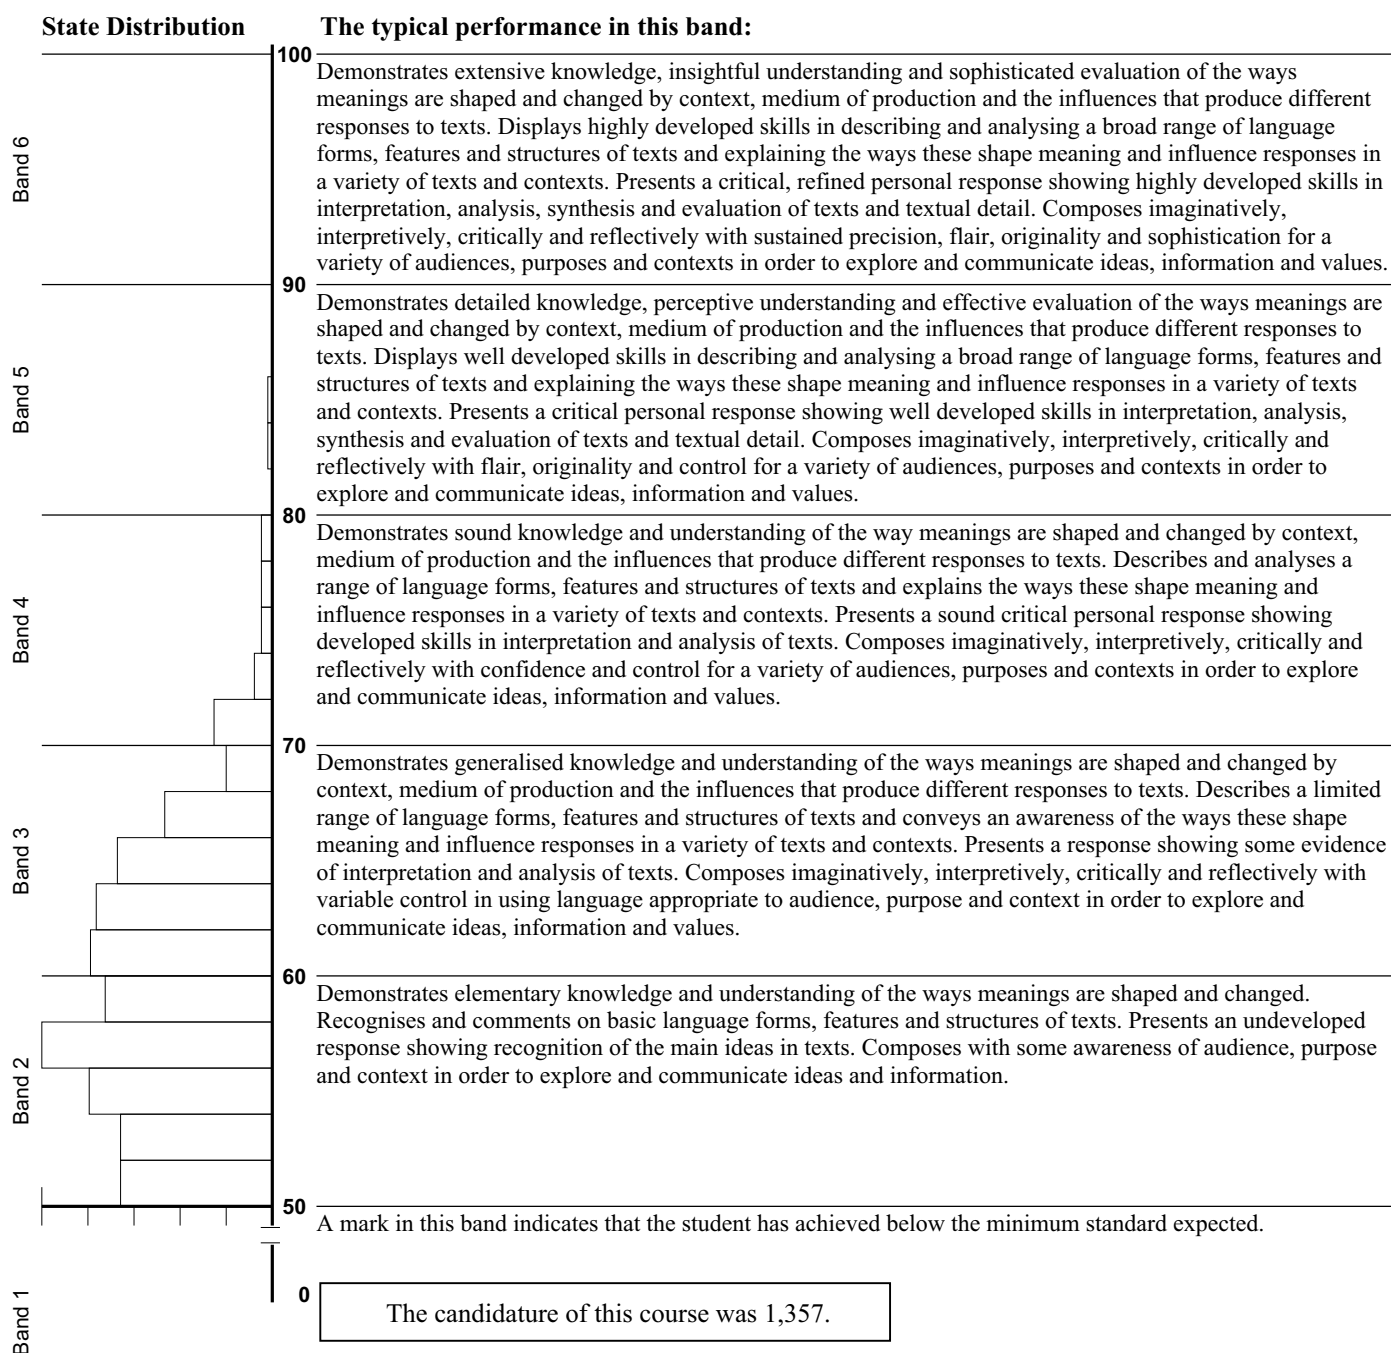 State Distribution
The typical performance in this band:
100
Band 6
Demonstrates extensive knowledge, insightful understanding and sophisticated evaluation of the ways
meanings are shaped and changed by context, medium of production and the influences that produce different
responses to texts. Displays highly developed skills in describing and analysing a broad range of language
forms, features and structures of texts and explaining the ways these shape meaning and influence responses in
a variety of texts and contexts. Presents a critical, refined personal response showing highly developed skills in
interpretation, analysis, synthesis and evaluation of texts and textual detail. Composes imaginatively,
interpretively, critically and reflectively with sustained precision, flair, originality and sophistication for a
variety of audiences, purposes and contexts in order to explore and communicate ideas, information and values.
90
Band 5
Demonstrates detailed knowledge, perceptive understanding and effective evaluation of the ways meanings are
shaped and changed by context, medium of production and the influences that produce different responses to
texts. Displays well developed skills in describing and analysing a broad range of language forms, features and
structures of texts and explaining the ways these shape meaning and influence responses in a variety of texts
and contexts. Presents a critical personal response showing well developed skills in interpretation, analysis,
synthesis and evaluation of texts and textual detail. Composes imaginatively, interpretively, critically and
reflectively with flair, originality and control for a variety of audiences, purposes and contexts in order to
explore and communicate ideas, information and values.
80
Band 4
Demonstrates sound knowledge and understanding of the way meanings are shaped and changed by context,
medium of production and the influences that produce different responses to texts. Describes and analyses a
range of language forms, features and structures of texts and explains the ways these shape meaning and
influence responses in a variety of texts and contexts. Presents a sound critical personal response showing
developed skills in interpretation and analysis of texts. Composes imaginatively, interpretively, critically and
reflectively with confidence and control for a variety of audiences, purposes and contexts in order to explore
and communicate ideas, information and values.
70
Band 3
Demonstrates generalised knowledge and understanding of the ways meanings are shaped and changed by
context, medium of production and the influences that produce different responses to texts. Describes a limited
range of language forms, features and structures of texts and conveys an awareness of the ways these shape
meaning and influence responses in a variety of texts and contexts. Presents a response showing some evidence
of interpretation and analysis of texts. Composes imaginatively, interpretively, critically and reflectively with
variable control in using language appropriate to audience, purpose and context in order to explore and
communicate ideas, information and values.
60
Band 2
Demonstrates elementary knowledge and understanding of the ways meanings are shaped and changed.
Recognises and comments on basic language forms, features and structures of texts. Presents an undeveloped
response showing recognition of the main ideas in texts. Composes with some awareness of audience, purpose
and context in order to explore and communicate ideas and information.
50
A mark in this band indicates that the student has achieved below the minimum standard expected.
Band 1
0
The candidature of this course was 1,357.